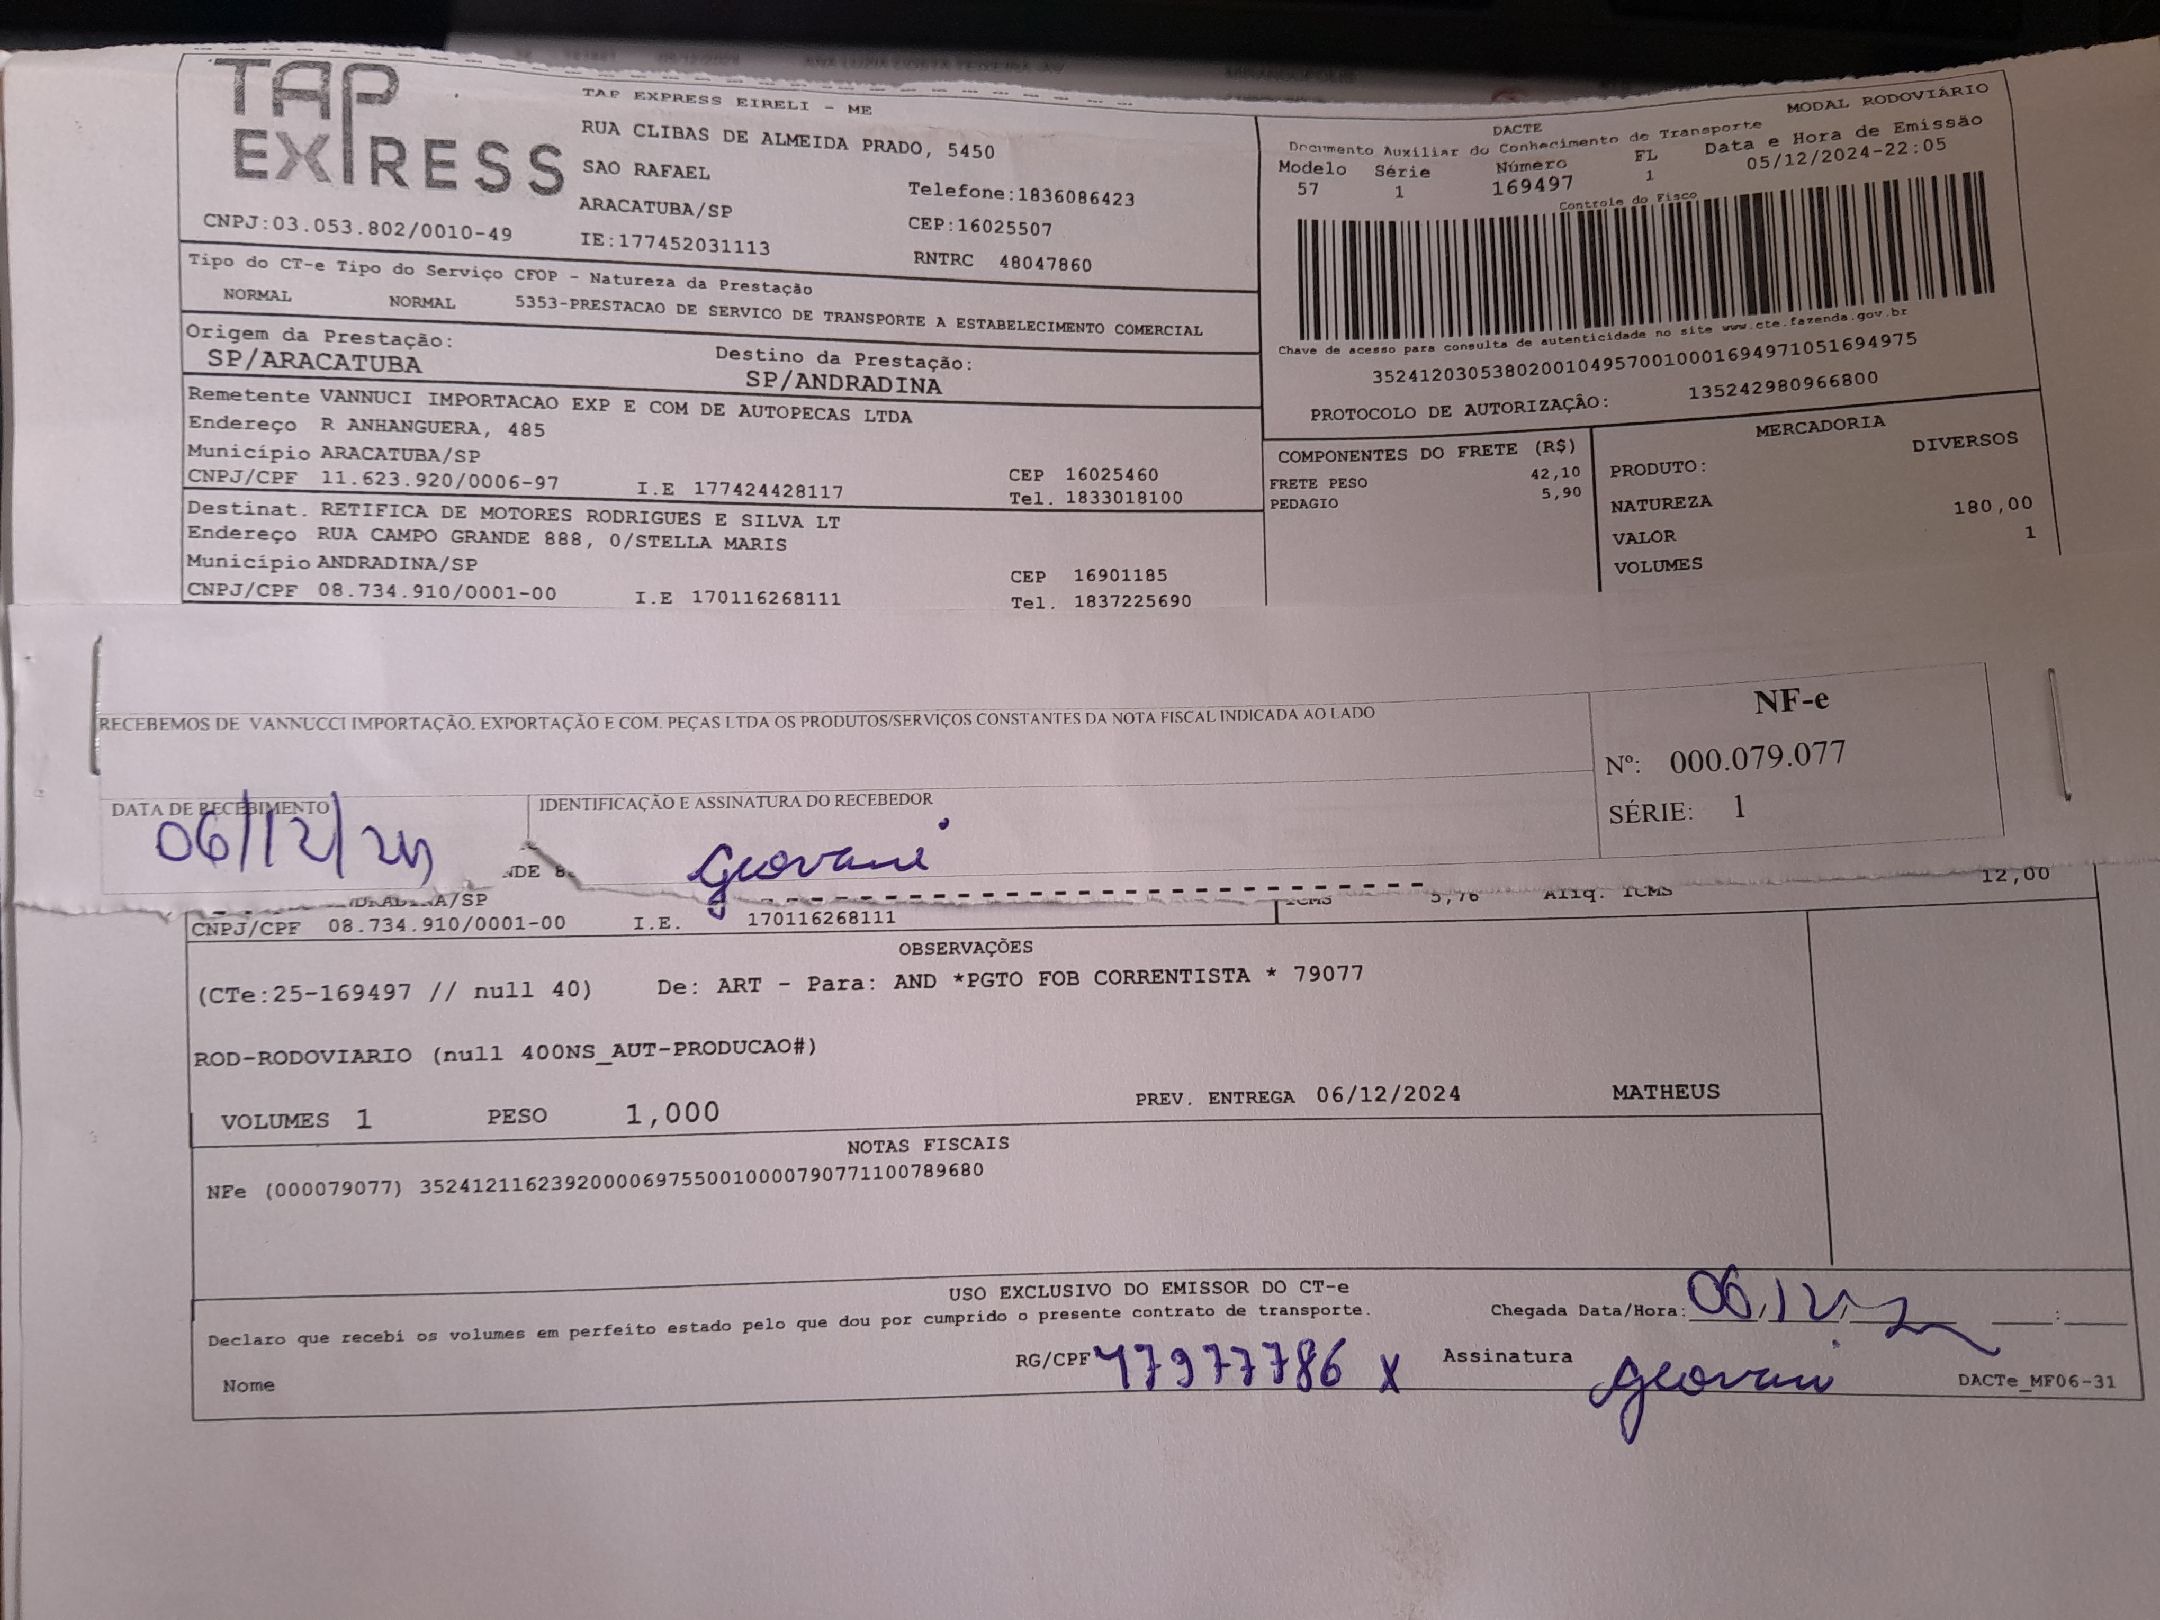 TAP EXPRESS
TAP EXPRESS EIRELI - ME
RUA CLIBAS DE ALMEIDA PRADO, 5450
SAO RAFAEL
Telefone:1836086423
ARACATUBA/SP
CEP:16025507
CNPJ:03.053.802/0010-49
IE:177452031113
RNTRC 48047860
DACTE
MODAL RODOVIÁRIO
Documento Auxiliar do Conhecimento de Transporte
Modelo Série Número FL Data e Hora de Emissão
57 1 169497 1 05/12/2024-22:05
Controle do Fisco
Chave de acesso para consulta de autenticidade no site www.cte.fazenda.gov.br
35241203053802001049570010001694971051694975
PROTOCOLO DE AUTORIZAÇÃO: 135242980966800
Tipo do CT-e Tipo do Serviço CFOP - Natureza da Prestação
NORMAL NORMAL 5353-PRESTACAO DE SERVICO DE TRANSPORTE A ESTABELECIMENTO COMERCIAL
Origem da Prestação: Destino da Prestação:
SP/ARACATUBA SP/ANDRADINA
Remetente VANNUCI IMPORTACAO EXP E COM DE AUTOPECAS LTDA
Endereço R ANHANGUERA, 485
Município ARACATUBA/SP CEP 16025460
CNPJ/CPF 11.623.920/0006-97 I.E 177424428117 Tel. 1833018100
Destinat. RETIFICA DE MOTORES RODRIGUES E SILVA LT
Endereço RUA CAMPO GRANDE 888, 0/STELLA MARIS
Município ANDRADINA/SP CEP 16901185
CNPJ/CPF 08.734.910/0001-00 I.E 170116268111 Tel. 1837225690
COMPONENTES DO FRETE (R$)
FRETE PESO 42,10
PEDAGIO 5,90
MERCADORIA
PRODUTO: DIVERSOS
NATUREZA
VALOR 180,00
VOLUMES 1
RECEBEMOS DE VANNUCCI IMPORTAÇÃO, EXPORTAÇÃO E COM. PEÇAS LTDA OS PRODUTOS/SERVIÇOS CONSTANTES DA NOTA FISCAL INDICADA AO LADO
NF-e
Nº: 000.079.077
SÉRIE: 1
DATA DE RECEBIMENTO
06/12/24
IDENTIFICAÇÃO E ASSINATURA DO RECEBEDOR
Geovani
ICMS 5,76 Aliq. ICMS 12,00
CNPJ/CPF 08.734.910/0001-00 I.E. 170116268111
OBSERVAÇÕES
(CTe:25-169497 // null 40) De: ART - Para: AND *PGTO FOB CORRENTISTA * 79077
ROD-RODOVIARIO (null 400NS_AUT-PRODUCAO#)
VOLUMES 1 PESO 1,000 PREV. ENTREGA 06/12/2024 MATHEUS
NOTAS FISCAIS
NFe (000079077) 35241211623920000697550010000790771100789680
USO EXCLUSIVO DO EMISSOR DO CT-e
Declaro que recebi os volumes em perfeito estado pelo que dou por cumprido o presente contrato de transporte.
Chegada Data/Hora: 06/12/
Nome
RG/CPF 47977786 X
Assinatura Geovani
DACTe_MF06-31